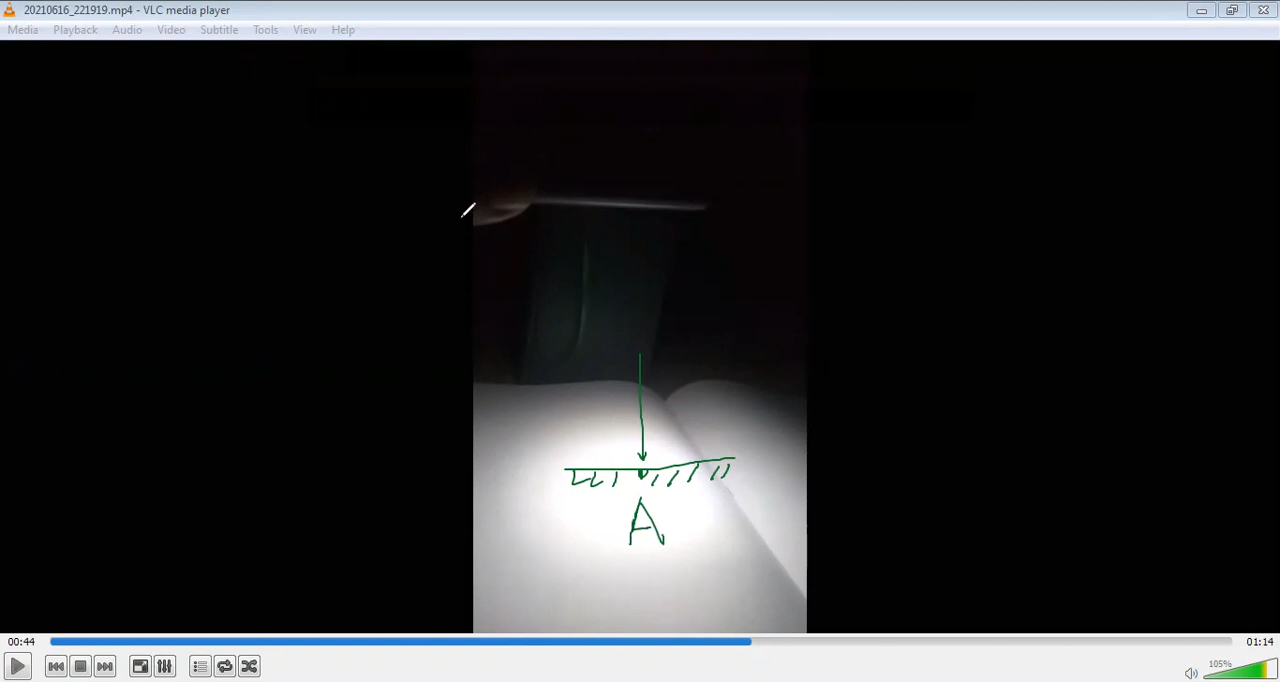 20210616_221919.mp4 - VLC media player
Media Playback Audio Video Subtitle Tools View Help
A
00:44
01:14
105%